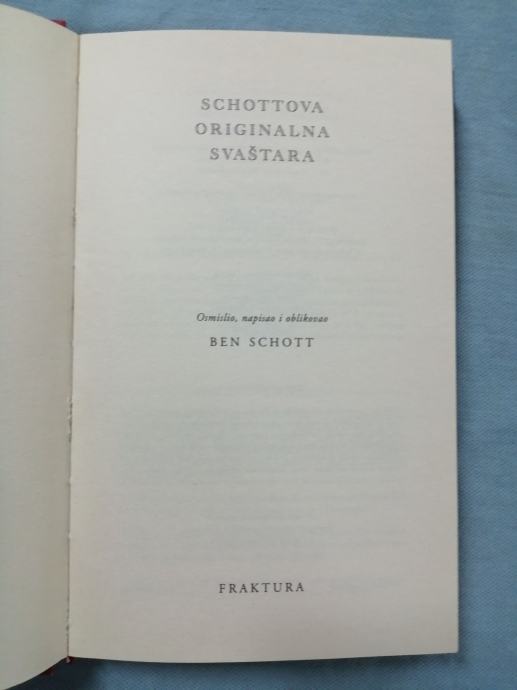 SCHOTTOVA
ORIGINALNA
SVAŠTARA
Osmislio, napisao i oblikovao
BEN SCHOTT
FRAKTURA